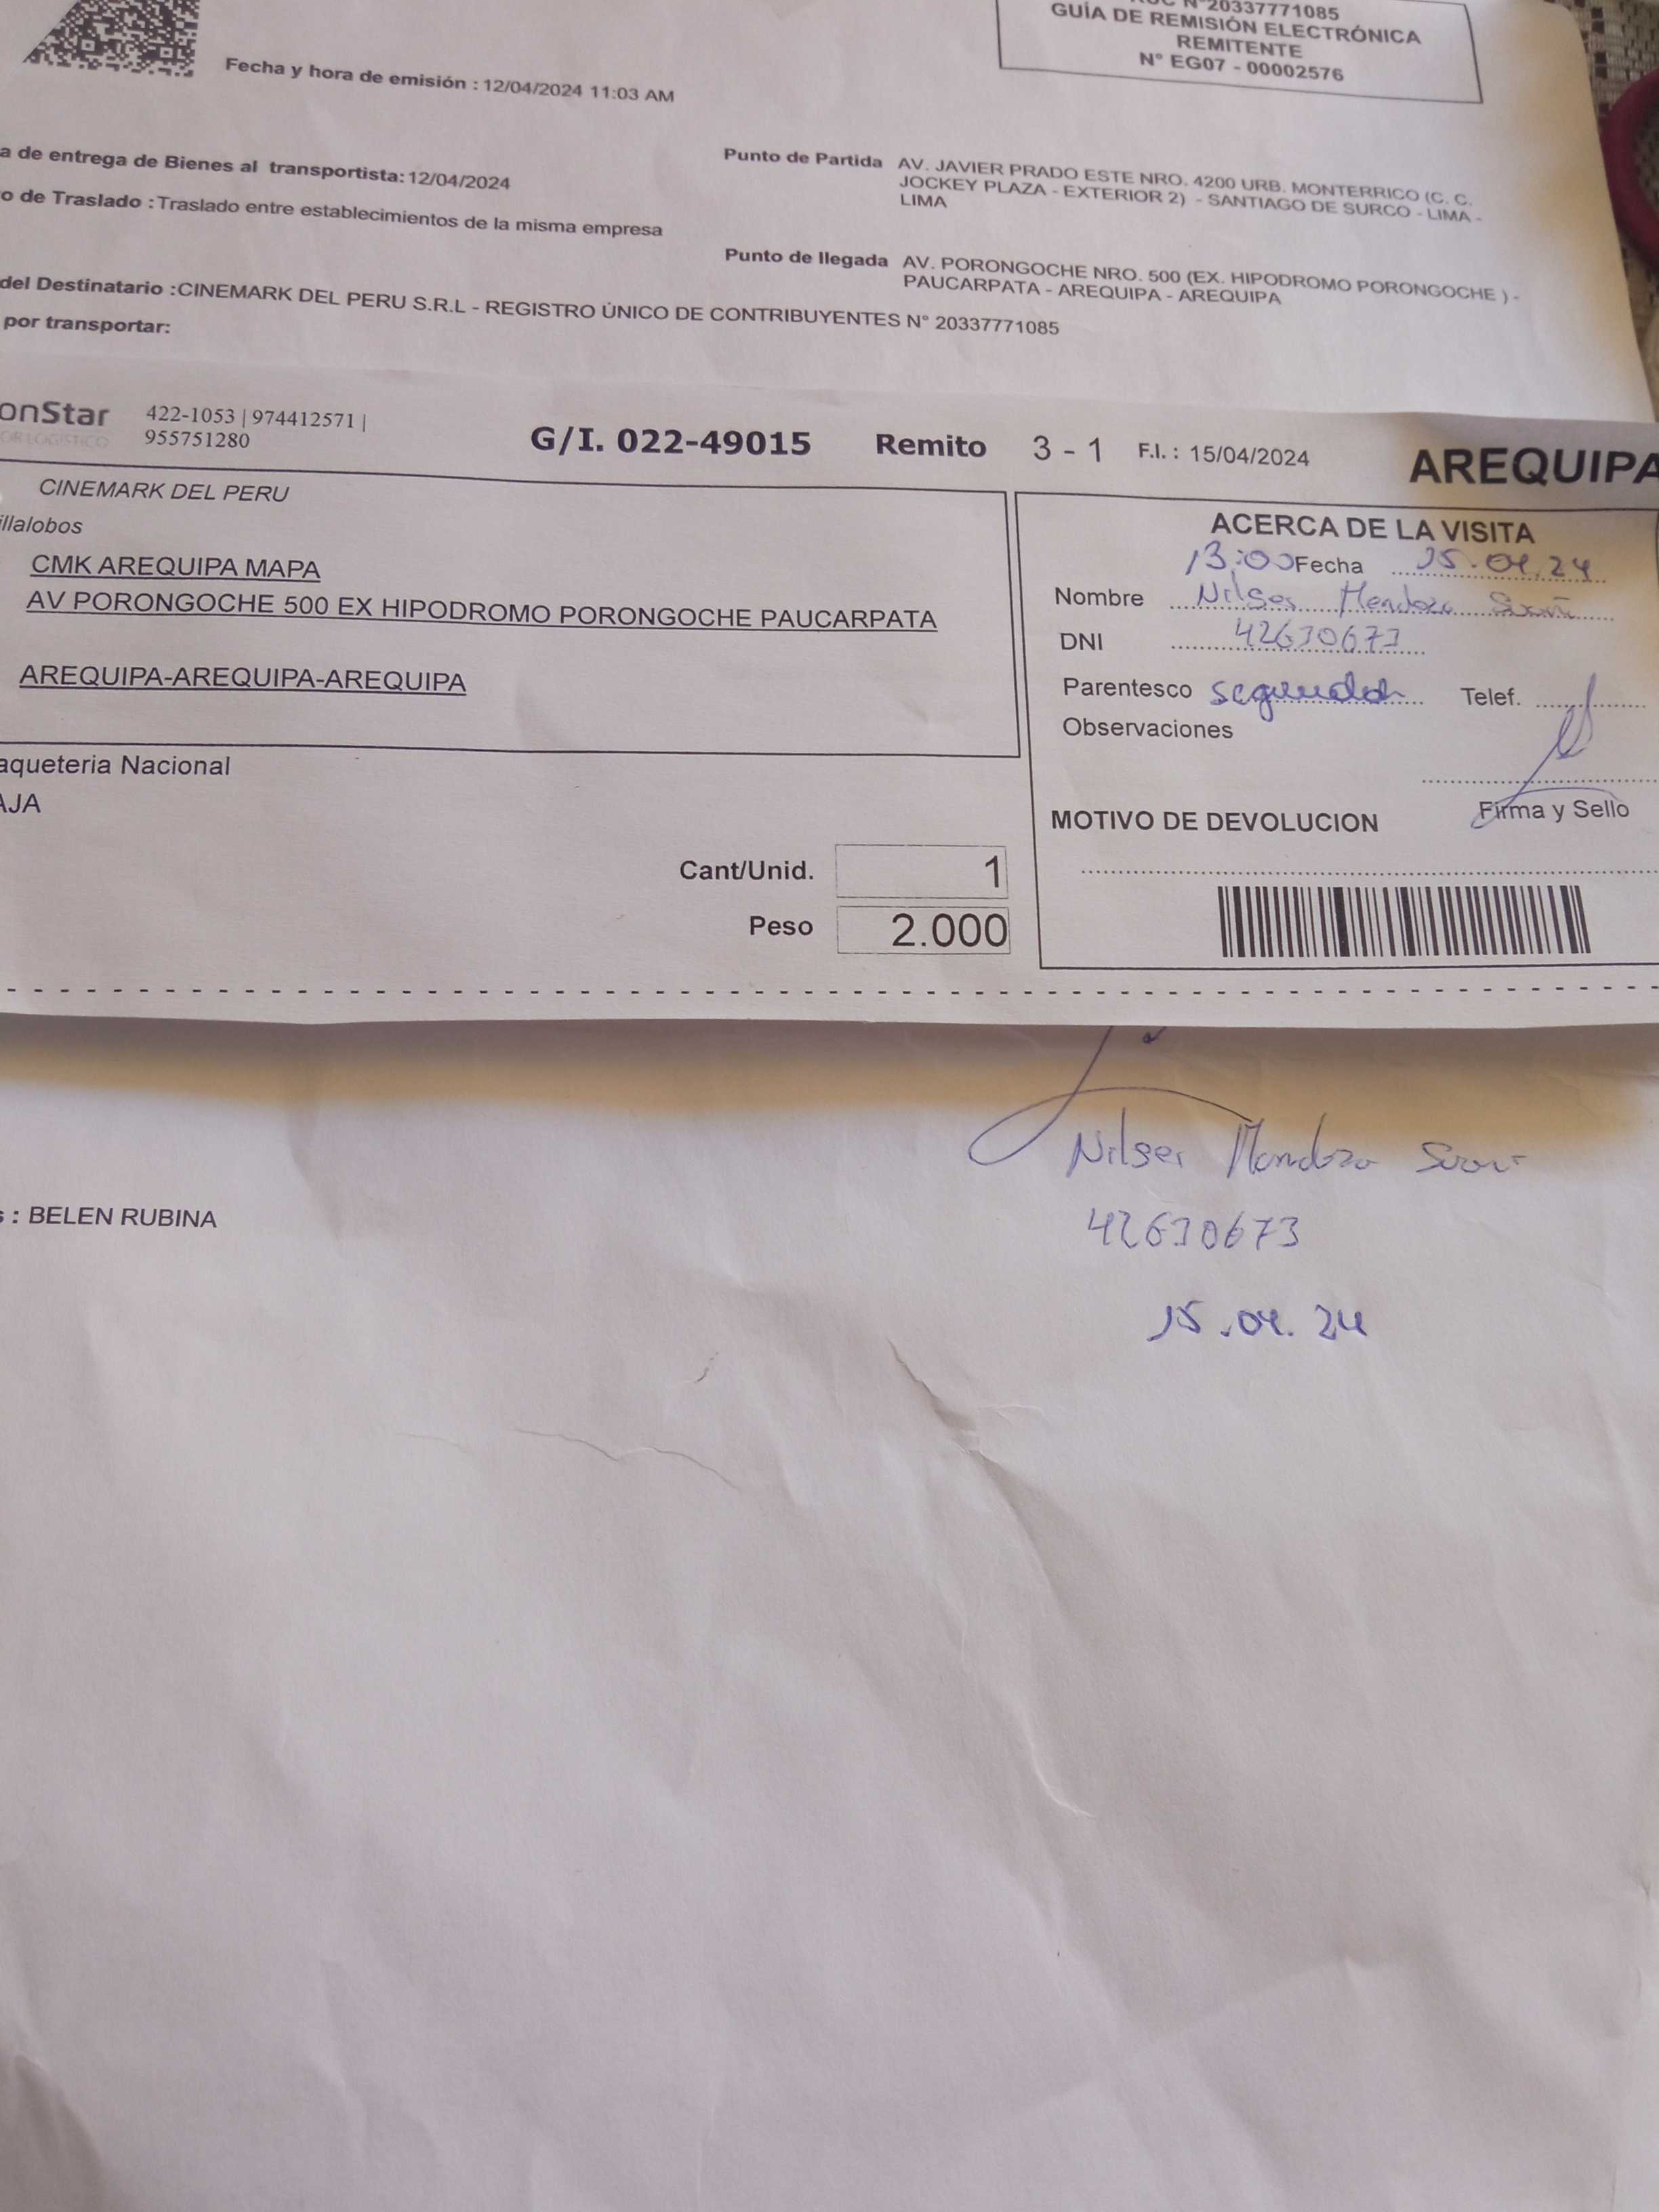 N°20337771085
GUÍA DE REMISIÓN ELECTRÓNICA
REMITENTE
N° EG07 - 00002576
Fecha y hora de emisión : 12/04/2024 11:03 AM
a de entrega de Bienes al transportista: 12/04/2024
o de Traslado : Traslado entre establecimientos de la misma empresa
Punto de Partida AV. JAVIER PRADO ESTE NRO. 4200 URB. MONTERRICO (C. C.
JOCKEY PLAZA - EXTERIOR 2) - SANTIAGO DE SURCO - LIMA -
LIMA
Punto de llegada AV. PORONGOCHE NRO. 500 (EX. HIPODROMO PORONGOCHE ) -
PAUCARPATA - AREQUIPA - AREQUIPA
del Destinatario :CINEMARK DEL PERU S.R.L - REGISTRO ÚNICO DE CONTRIBUYENTES N° 20337771085
por transportar:
onStar
OR LOGÍSTICO
422-1053 | 974412571 |
955751280
G/I. 022-49015 Remito 3 - 1 F.I. : 15/04/2024 AREQUIPA
CINEMARK DEL PERU
illalobos
CMK AREQUIPA MAPA
AV PORONGOCHE 500 EX HIPODROMO PORONGOCHE PAUCARPATA
AREQUIPA-AREQUIPA-AREQUIPA
aqueteria Nacional
AJA
Cant/Unid. 1
Peso 2.000
ACERCA DE LA VISITA
13:00 Fecha 15.04.24
Nombre Nilser Mendoza
DNI 42630673
Parentesco Telef.
Observaciones
Firma y Sello
MOTIVO DE DEVOLUCION
Nilser Mendoza
42630673
15.04.24
s : BELEN RUBINA